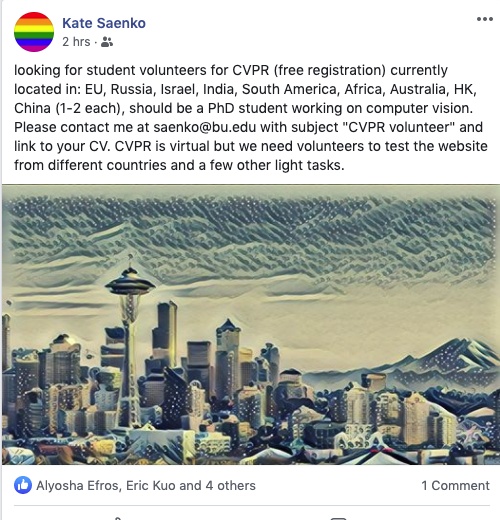 Kate Saenko
2 hrs ·
looking for student volunteers for CVPR (free registration) currently
located in: EU, Russia, Israel, India, South America, Africa, Australia, HK,
China (1-2 each), should be a PhD student working on computer vision.
Please contact me at saenko@bu.edu with subject "CVPR volunteer" and
link to your CV. CVPR is virtual but we need volunteers to test the website
from different countries and a few other light tasks.
Alyosha Efros, Eric Kuo and 4 others
1 Comment